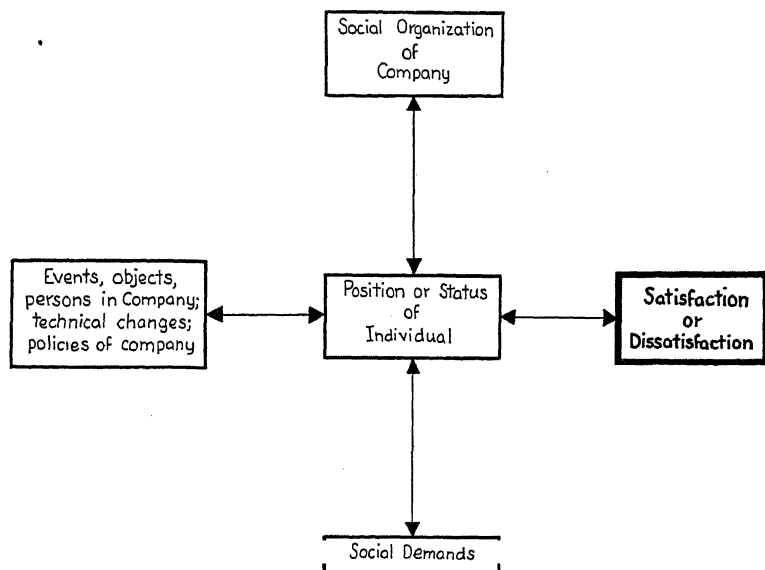 Social Organization
of
Company
Events, objects,
persons in Company;
technical changes;
policies of company
Position or Status
of
Individual
Satisfaction
or
Dissatisfaction
Social Demands